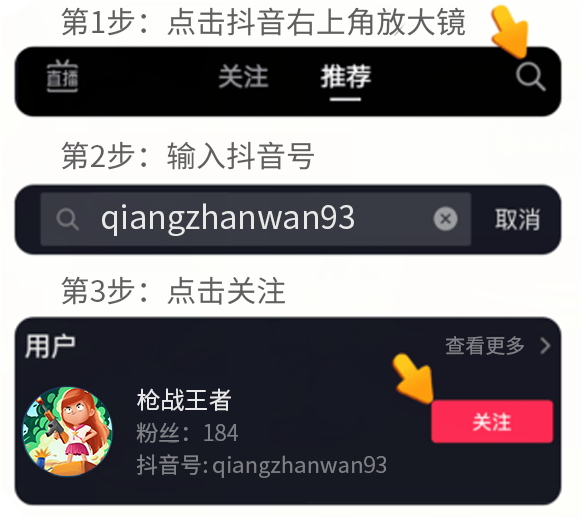 第1步：点击抖音右上角放大镜
直播 关注 推荐
第2步：输入抖音号
qiangzhanwan93 取消
第3步：点击关注
用户 查看更多
枪战王者
粉丝：184 关注
抖音号:qiangzhanwan93